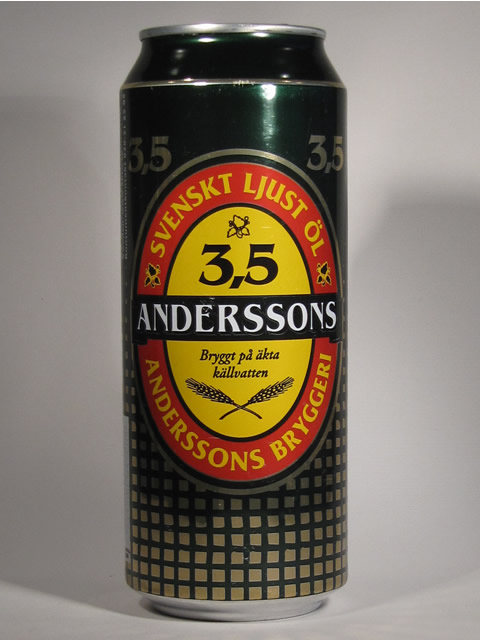 3,5
3,5
SVENSKT LJUST ÖL
3,5
ANDERSSONS
Bryggt på äkta
källvatten
ANDERSSONS BRYGGERI